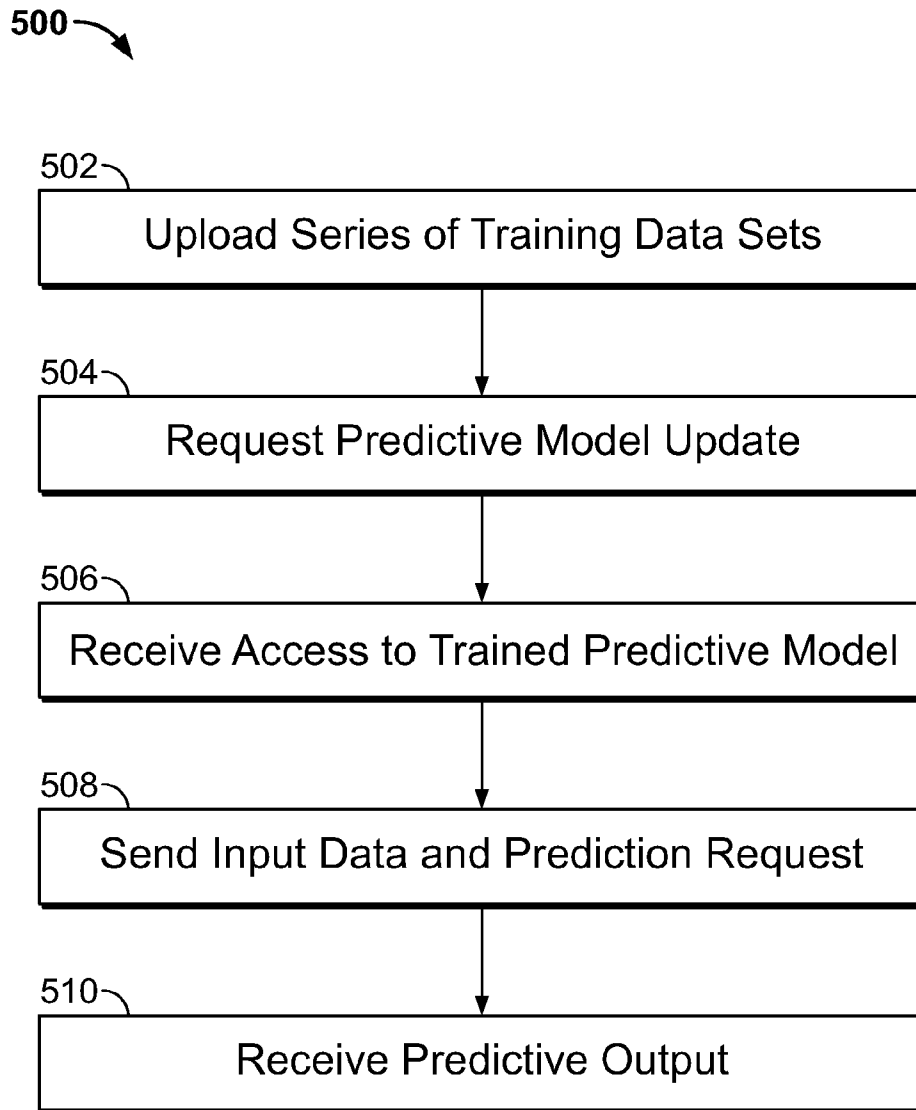 500
502
Upload Series of Training Data Sets
504
Request Predictive Model Update
506
Receive Access to Trained Predictive Model
508
Send Input Data and Prediction Request
510
Receive Predictive Output